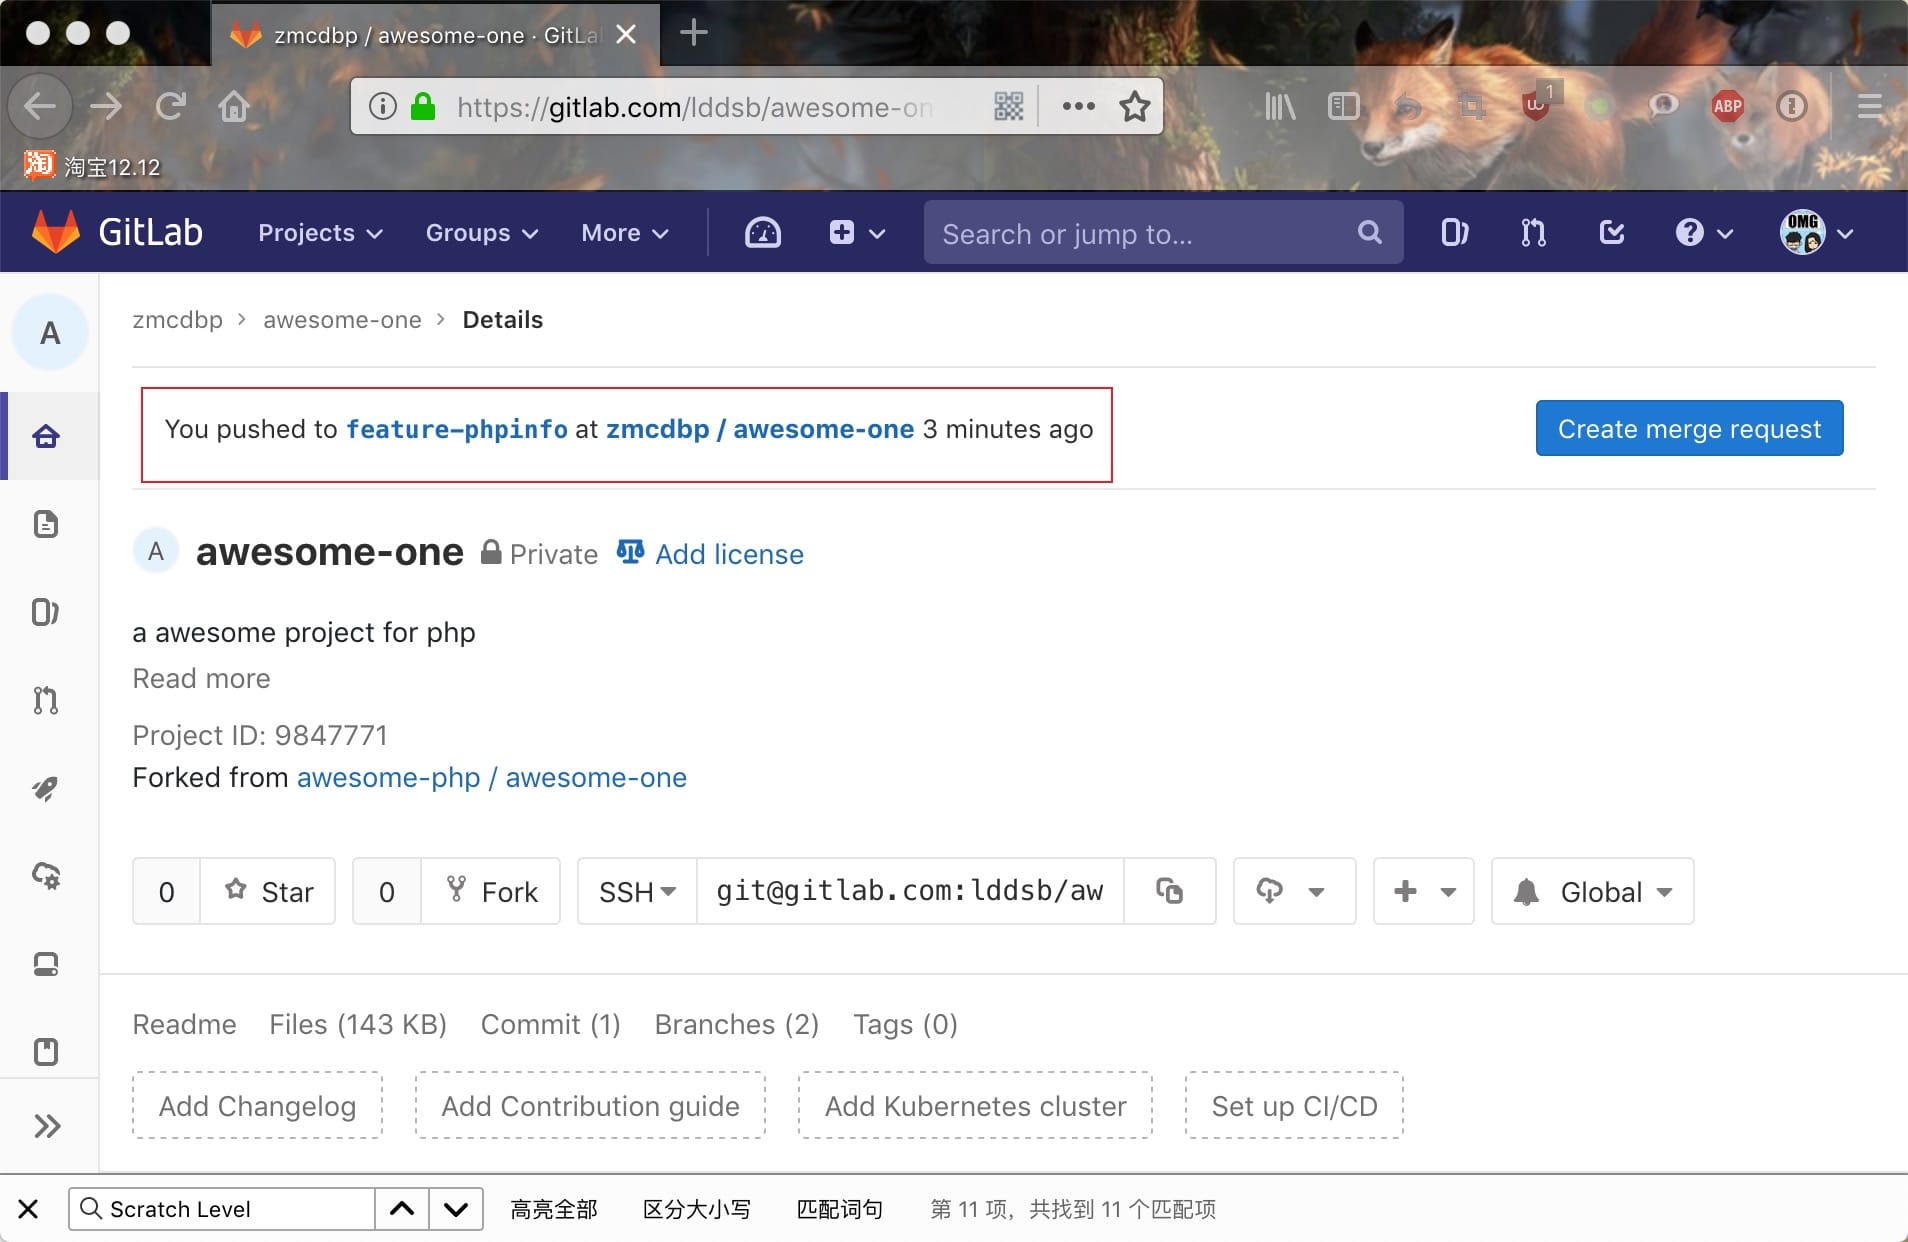 zmcdbp / awesome-one · GitLa
https://gitlab.com/lddsb/awesome-on
1
ABP
淘 淘宝12.12
GitLab Projects Groups More Search or jump to... OMG
A
zmcdbp > awesome-one > Details
You pushed to feature-phpinfo at zmcdbp / awesome-one 3 minutes ago
Create merge request
A awesome-one Private Add license
a awesome project for php
Read more
Project ID: 9847771
Forked from awesome-php / awesome-one
0 Star 0 Fork SSH git@gitlab.com:lddsb/aw Global
Readme Files (143 KB) Commit (1) Branches (2) Tags (0)
Add Changelog Add Contribution guide Add Kubernetes cluster Set up CI/CD
Scratch Level 高亮全部 区分大小写 匹配词句 第 11 项，共找到 11 个匹配项